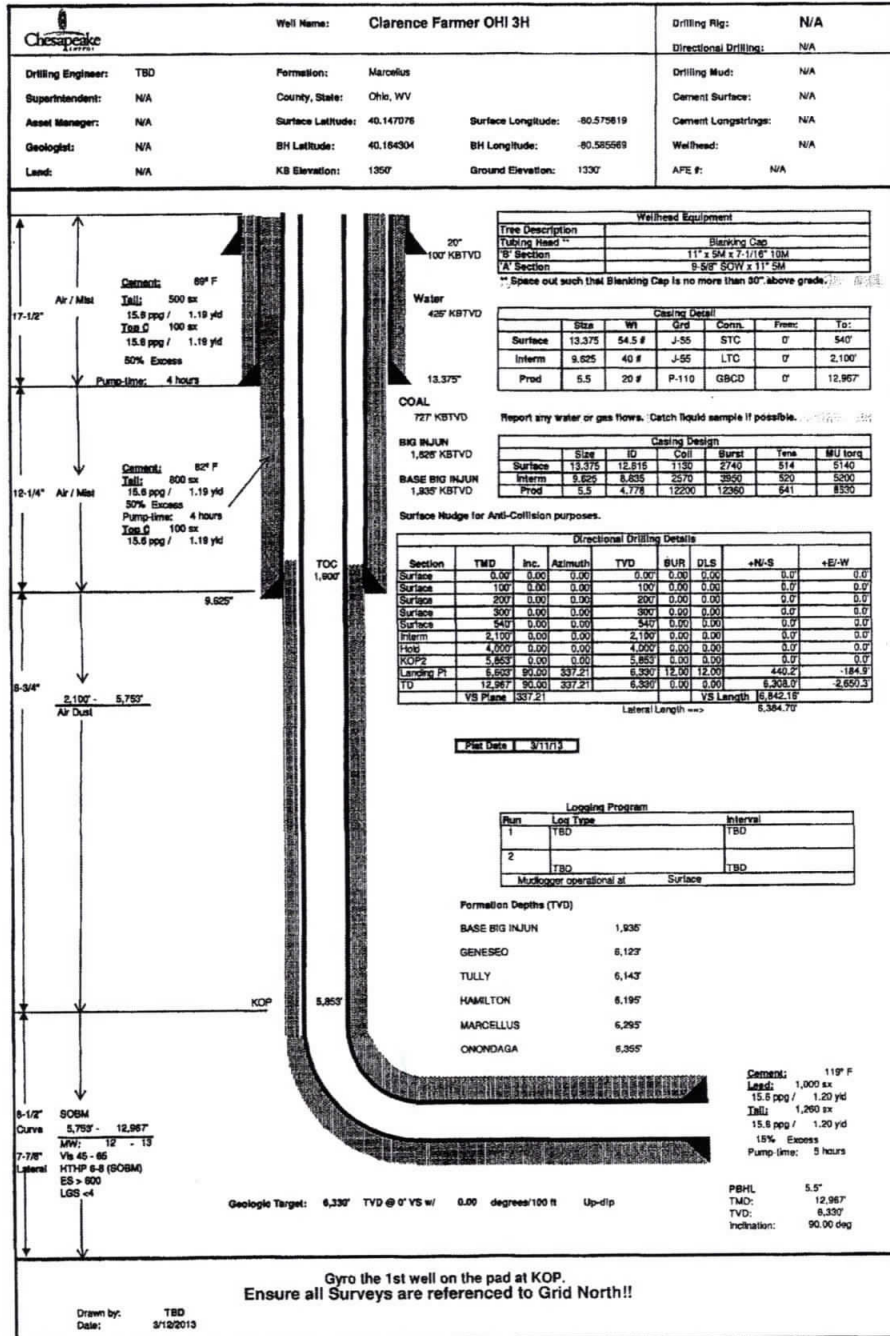 Chesapeake
ENERGY
Well Name: Clarence Farmer OHI 3H
Drilling Rig: N/A
Directional Drilling: N/A
Drilling Engineer: TBD
Formation: Marcellus
Drilling Mud: N/A
Superintendent: N/A
County, State: Ohio, WV
Cement Surface: N/A
Asset Manager: N/A
Surface Latitude: 40.147076
Surface Longitude: -80.575819
Cement Longstrings: N/A
Geologist: N/A
BH Latitude: 40.164304
BH Longitude: -80.585569
Wellhead: N/A
Land: N/A
KB Elevation: 1350'
Ground Elevation: 1330'
AFE #: N/A
17-1/2"
Air / Mist
Cement: 69° F
Tail: 500 sx
15.6 ppg / 1.19 yld
Top O 100 sx
15.6 ppg / 1.19 yld
50% Excess
Pump-time: 4 hours
20"
100' KBTVD
Water
425' KBTVD
13.375"
COAL
727' KBTVD
BIG INJUN
1,626' KBTVD
BASE BIG INJUN
1,935' KBTVD
12-1/4" Air / Mist
Cement: 82° F
Tail: 800 sx
15.6 ppg / 1.19 yld
50% Excess
Pump-time: 4 hours
Top O 100 sx
15.6 ppg / 1.19 yld
TOC
1,600'
9.625"
8-3/4"
2,100' - 5,753'
Air Dust
KOP
5,853'
8-1/2" SOBM
Curve 5,753' - 12,967'
MW: 12 - 13
7-7/8" Vis 45 - 65
Lateral HTHP 6-8 (SOBM)
ES > 600
LGS <4
Wellhead Equipment
Tree Description
Tubing Head ** Blanking Cap
'B' Section 11" x 5M x 7-1/16" 10M
'A' Section 9-5/8" SOW x 11" 5M
** Space out such that Blanking Cap is no more than 30" above grade.
Casing Detail
Size Wt Grd Conn. From: To:
Surface 13.375 54.5 # J-55 STC 0' 540'
Interm 9.625 40 # J-55 LTC 0' 2,100'
Prod 5.5 20 # P-110 GBCD 0' 12,967'
Report any water or gas flows. Catch liquid sample if possible.
Casing Design
Size ID Coll Burst Tens MU torq
Surface 13.375 12.615 1130 2740 514 5140
Interm 9.625 8.835 2570 3950 520 5200
Prod 5.5 4.778 12200 12360 641 8530
Surface Nudge for Anti-Collision purposes.
Directional Drilling Details
Section TMD Inc. Azimuth TVD BUR DLS +N/-S +E/-W
Surface 0.00' 0.00 0.00 0.00' 0.00 0.00 0.0' 0.0'
Surface 100' 0.00 0.00 100' 0.00 0.00 0.0' 0.0'
Surface 200' 0.00 0.00 200' 0.00 0.00 0.0' 0.0'
Surface 300' 0.00 0.00 300' 0.00 0.00 0.0' 0.0'
Surface 540' 0.00 0.00 540' 0.00 0.00 0.0' 0.0'
Interm 2,100' 0.00 0.00 2,100' 0.00 0.00 0.0' 0.0'
Hold 4,000' 0.00 0.00 4,000' 0.00 0.00 0.0' 0.0'
KOP2 5,853' 0.00 0.00 5,853' 0.00 0.00 0.0' 0.0'
Landing Pt 6,603' 90.00 337.21 6,330' 12.00 12.00 440.2' -184.9'
TD 12,967' 90.00 337.21 6,330' 0.00 0.00 6,308.0' -2,650.3'
VS Plane 337.21 VS Length 6,842.16'
Lateral Length ==> 6,364.70'
Plat Date 3/11/13
Logging Program
Run Log Type Interval
1 TBD TBD
2 TBD TBD
Mudlogger operational at Surface
Formation Depths (TVD)
BASE BIG INJUN 1,935'
GENESEO 6,123'
TULLY 6,143'
HAMILTON 6,195'
MARCELLUS 6,295'
ONONDAGA 6,355'
Cement: 119° F
Lead: 1,000 sx
15.6 ppg / 1.20 yld
Tail: 1,260 sx
15.6 ppg / 1.20 yld
15% Excess
Pump-time: 5 hours
Geologic Target: 6,330' TVD @ 0' VS w/ 0.00 degrees/100 ft Up-dip
PBHL 5.5"
TMD: 12,967'
TVD: 6,330'
Inclination: 90.00 deg
Gyro the 1st well on the pad at KOP.
Ensure all Surveys are referenced to Grid North!!
Drawn by: TBD
Date: 3/12/2013